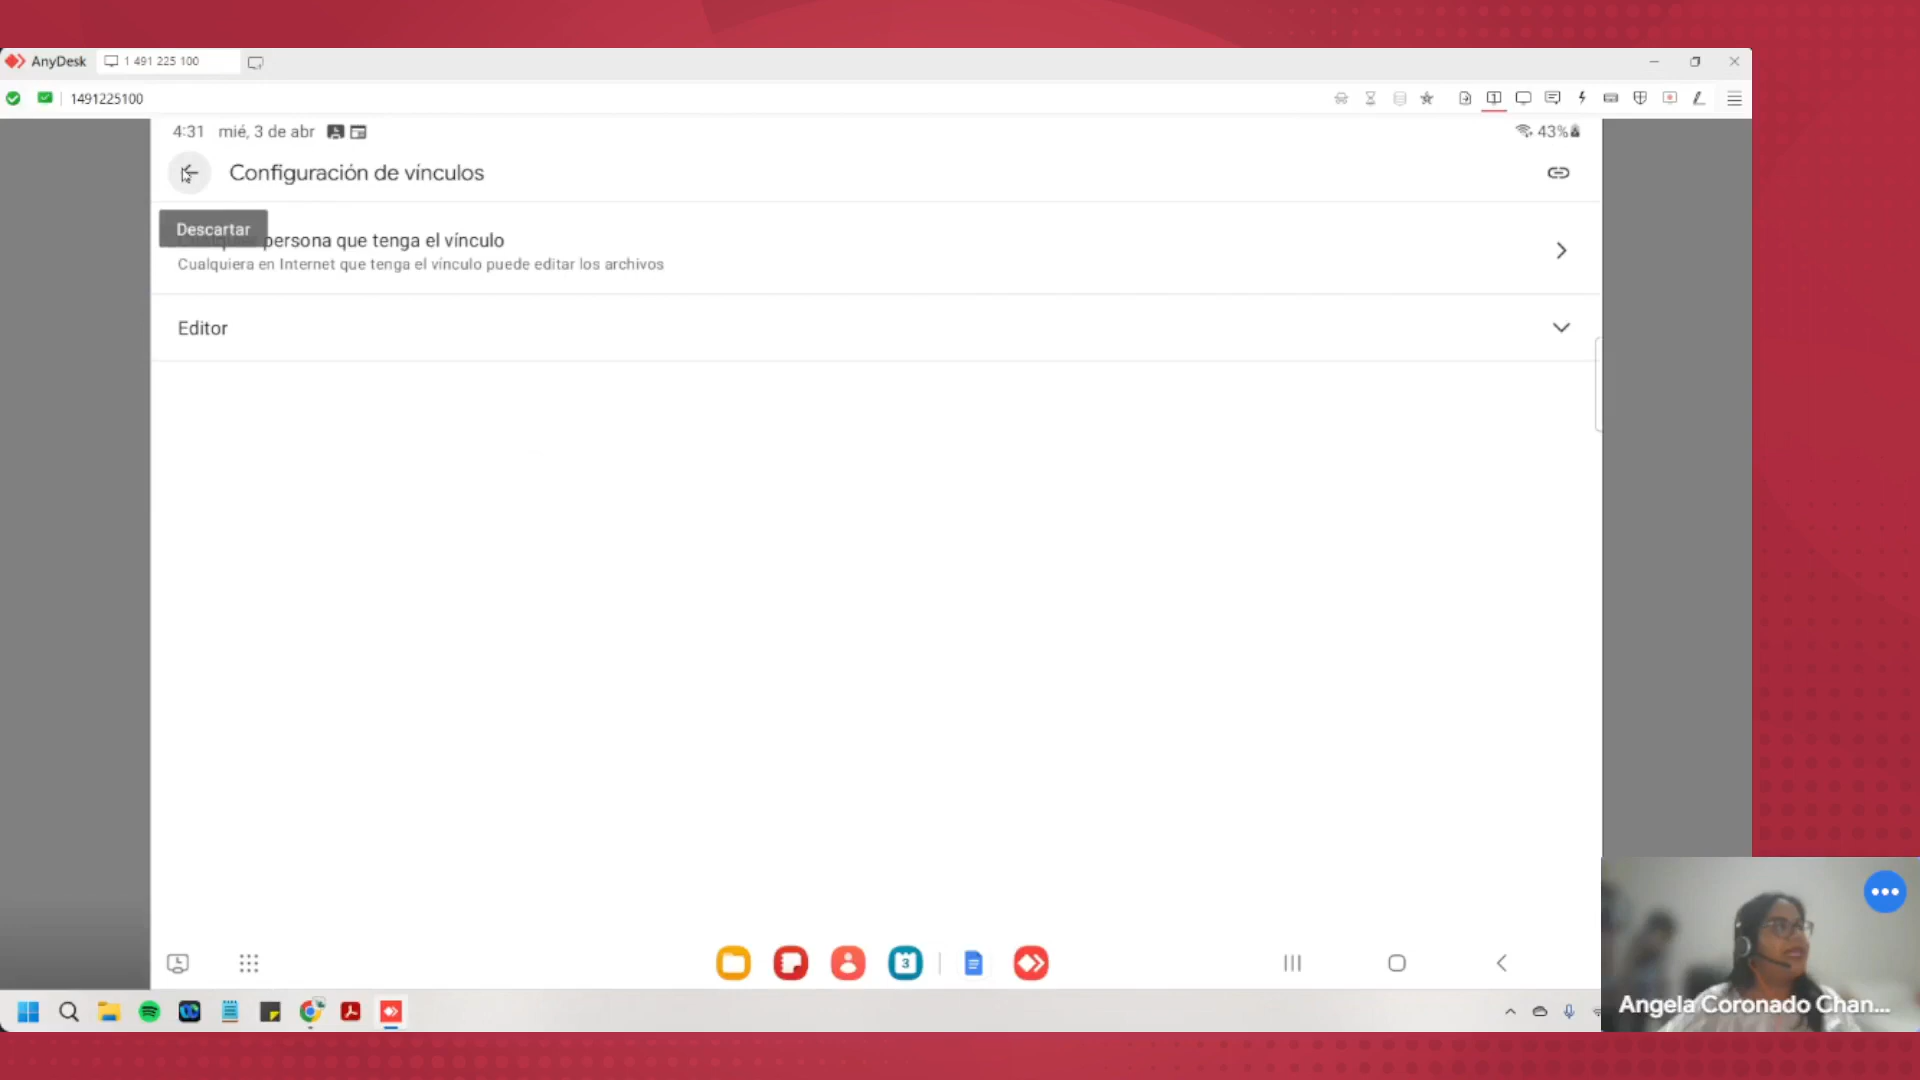 AnyDesk
1 491 225 100
1491225100
4:31 mié, 3 de abr
43%
Configuración de vínculos
Descartar
persona que tenga el vínculo
Cualquiera en Internet que tenga el vínculo puede editar los archivos
Editor
3
Angela Coronado Chan...